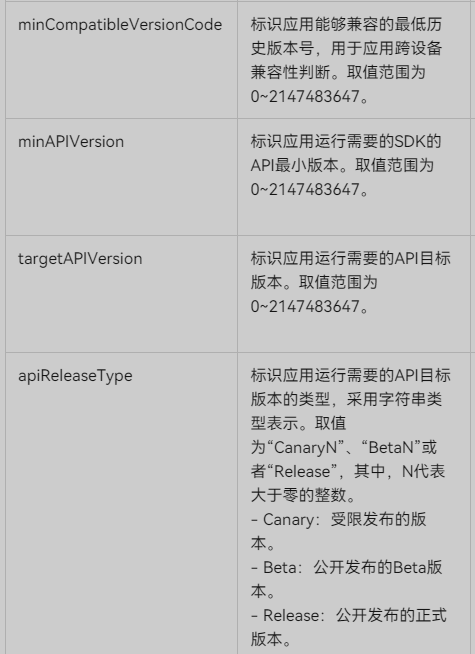 minCompatibleVersionCode
标识应用能够兼容的最低历
史版本号，用于应用跨设备
兼容性判断。取值范围为
0~2147483647。
minAPIVersion
标识应用运行需要的SDK的
API最小版本。取值范围为
0~2147483647。
targetAPIVersion
标识应用运行需要的API目标
版本。取值范围为
0~2147483647。
apiReleaseType
标识应用运行需要的API目标
版本的类型，采用字符串类
型表示。取值
为“CanaryN”、“BetaN”或
者“Release”，其中，N代表
大于零的整数。
- Canary：受限发布的版
本。
- Beta：公开发布的Beta版
本。
- Release：公开发布的正式
版本。